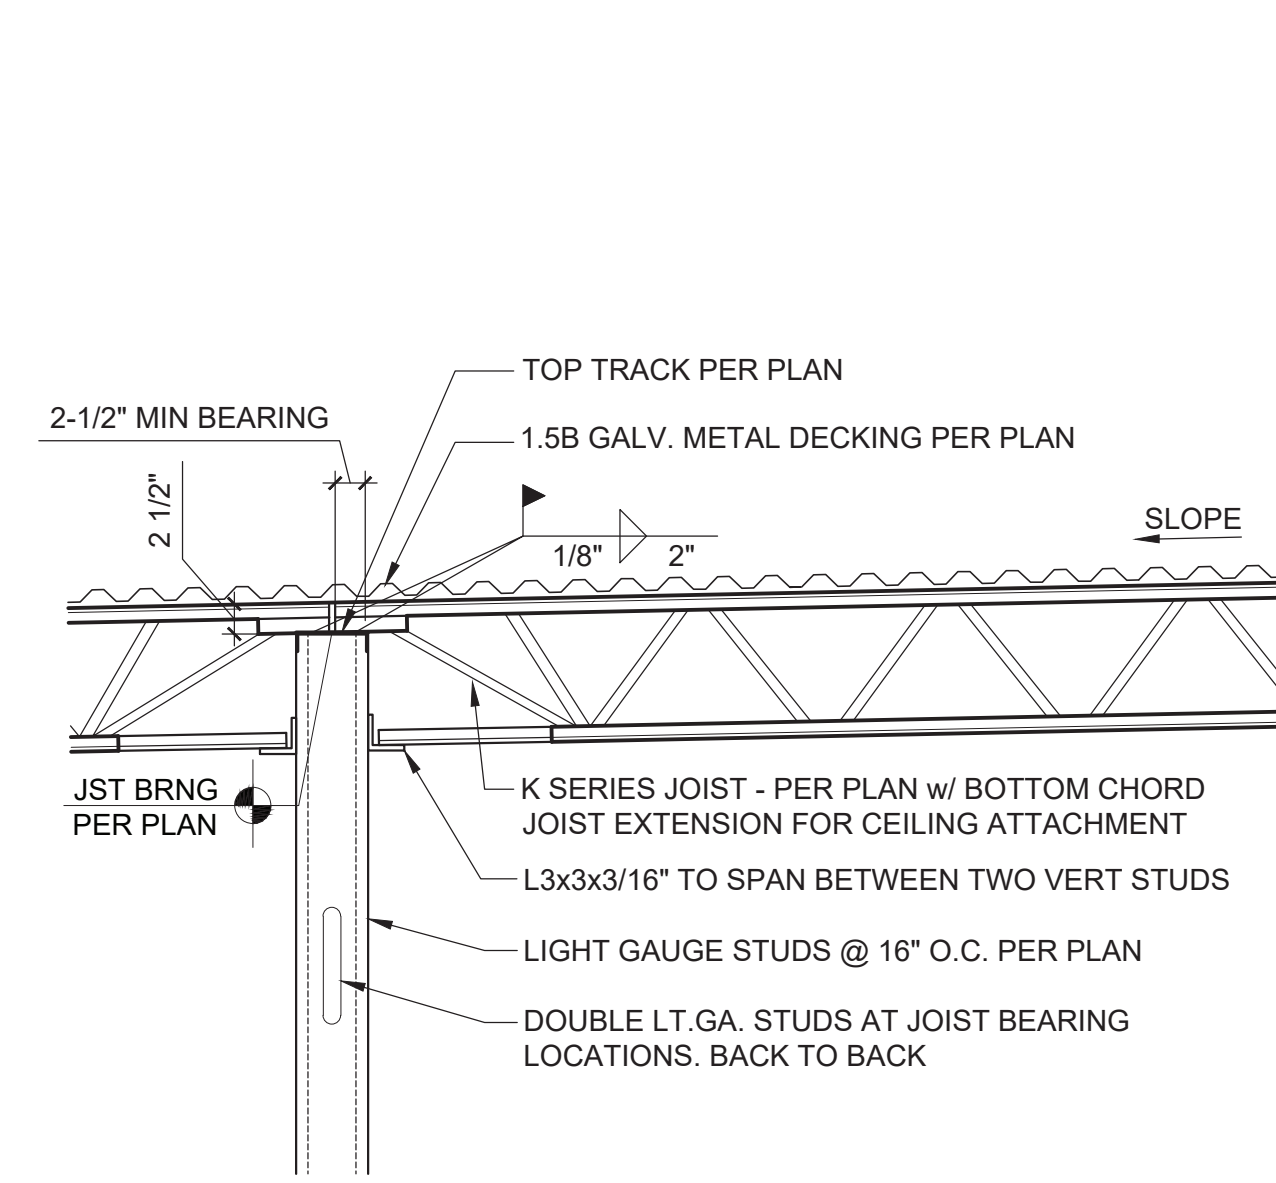 TOP TRACK PER PLAN
2-1/2" MIN BEARING
1.5B GALV. METAL DECKING PER PLAN
2 1/2"
SLOPE
1/8" 2"
JST BRNG
PER PLAN
K SERIES JOIST - PER PLAN w/ BOTTOM CHORD
JOIST EXTENSION FOR CEILING ATTACHMENT
L3x3x3/16" TO SPAN BETWEEN TWO VERT STUDS
LIGHT GAUGE STUDS @ 16" O.C. PER PLAN
DOUBLE LT.GA. STUDS AT JOIST BEARING
LOCATIONS. BACK TO BACK